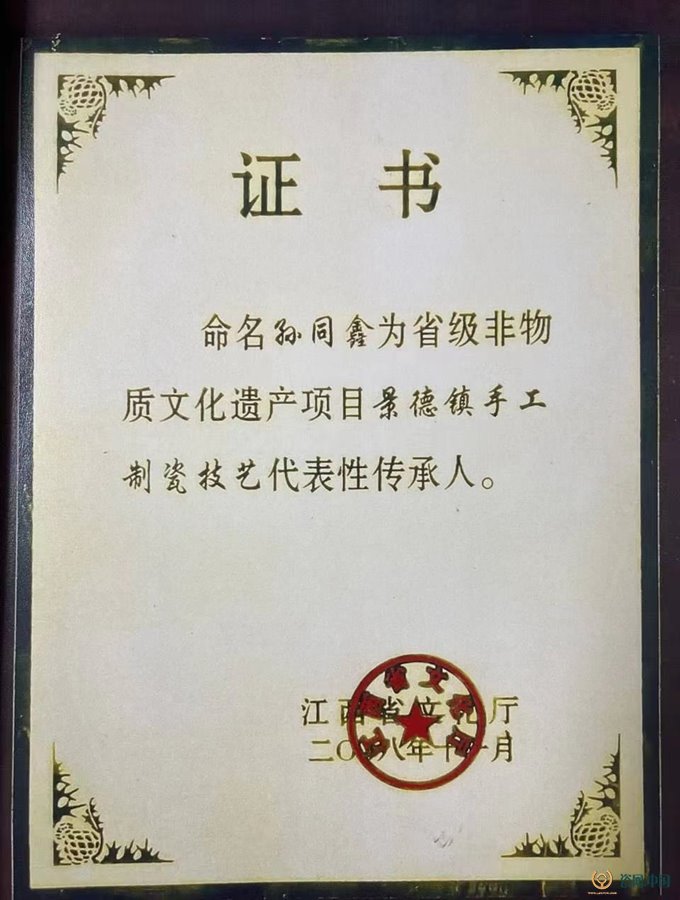 证 书
命名孙同鑫为省级非物
质文化遗产项目景德镇手工
制瓷技艺代表性传承人。
江西省文化厅
二〇〇八年十一月